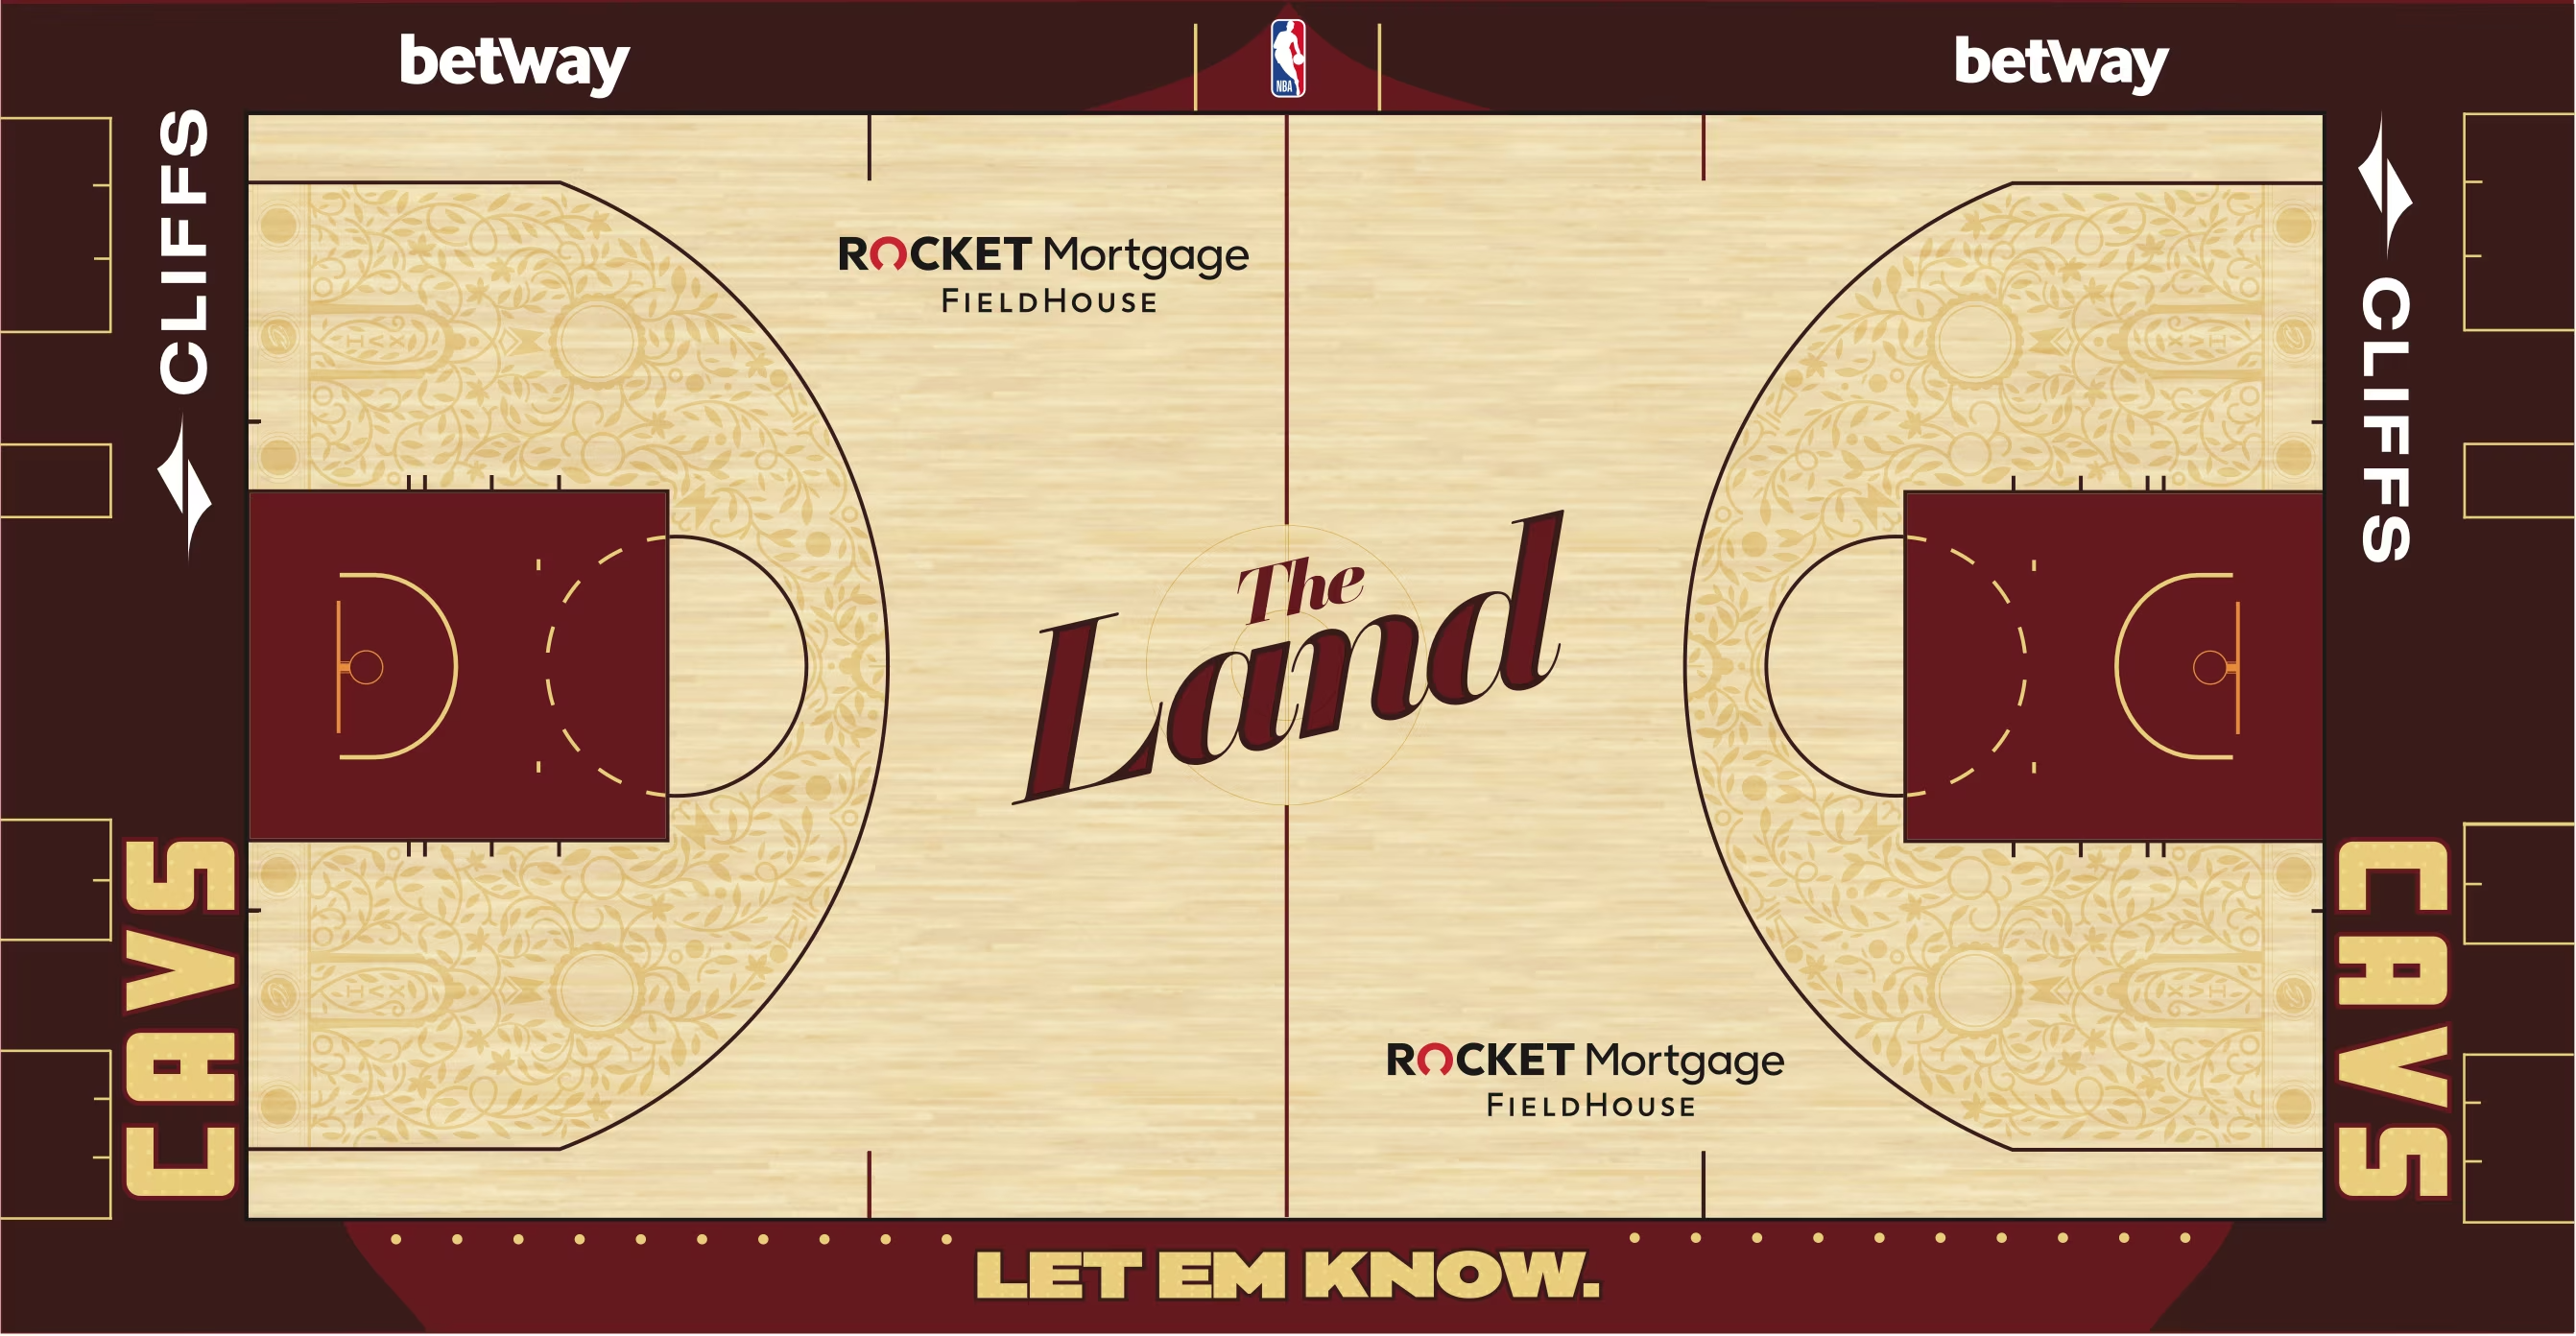 betway
NBA
betway
CLIFFS
CLIFFS
ROCKET Mortgage
FIELDHOUSE
The
Land
CAVS
CAVS
ROCKET Mortgage
FIELDHOUSE
LET EM KNOW.